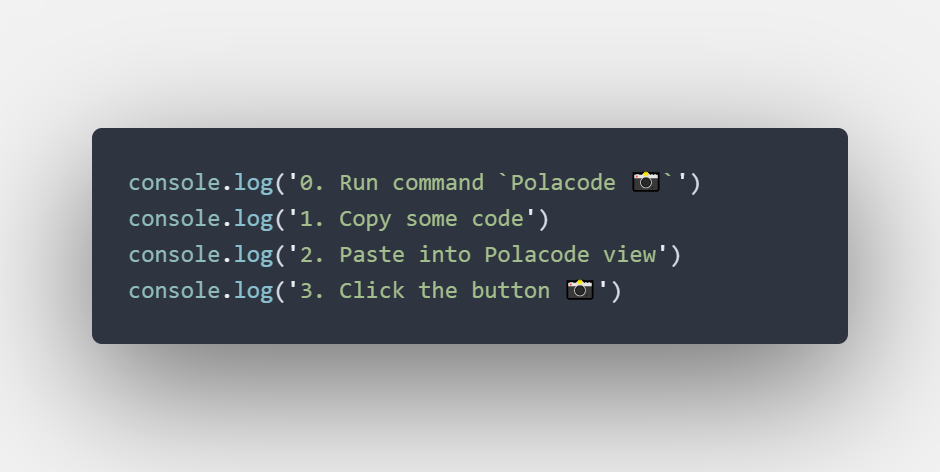 console.log('0. Run command `Polacode 📸`')
console.log('1. Copy some code')
console.log('2. Paste into Polacode view')
console.log('3. Click the button 📸')